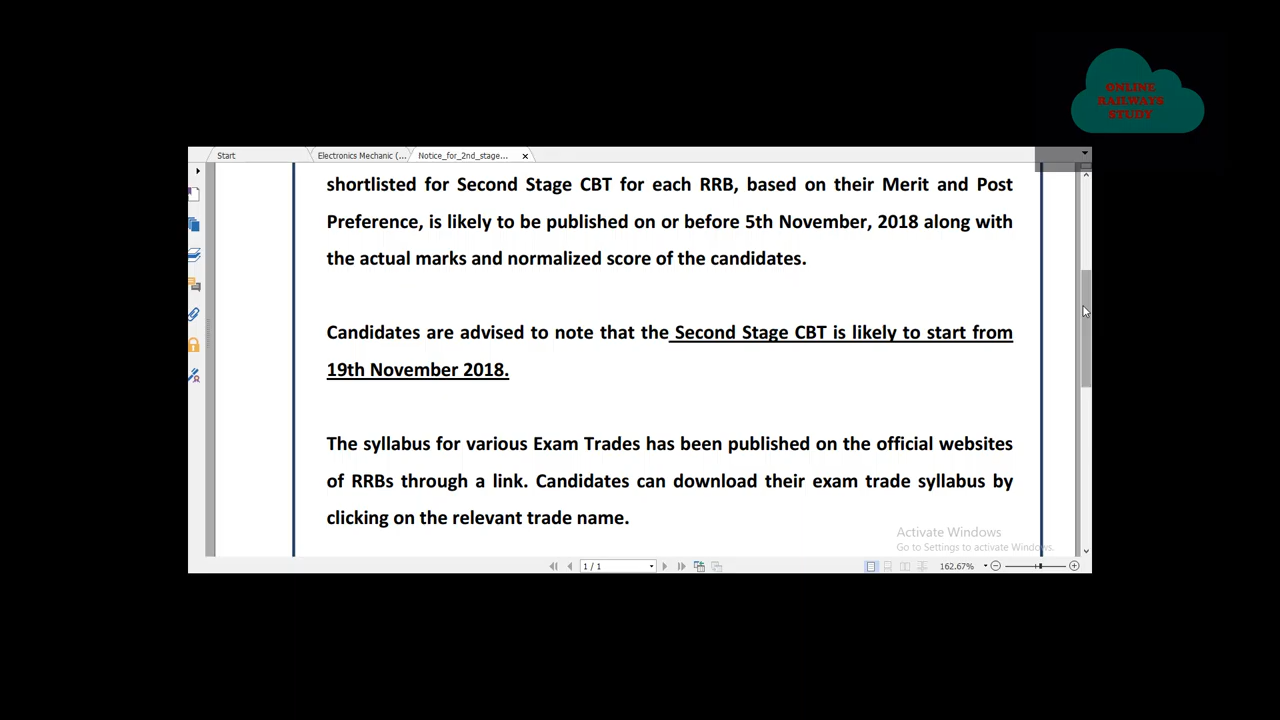 ONLINE
RAILWAYS
STUDY
Start
Electronics Mechanic (...
Notice_for_2nd_stage...
shortlisted for Second Stage CBT for each RRB, based on their Merit and Post
Preference, is likely to be published on or before 5th November, 2018 along with
the actual marks and normalized score of the candidates.
Candidates are advised to note that the Second Stage CBT is likely to start from
19th November 2018.
The syllabus for various Exam Trades has been published on the official websites
of RRBs through a link. Candidates can download their exam trade syllabus by
clicking on the relevant trade name.
Activate Windows
Go to Settings to activate Windows.
1 / 1
162.67%